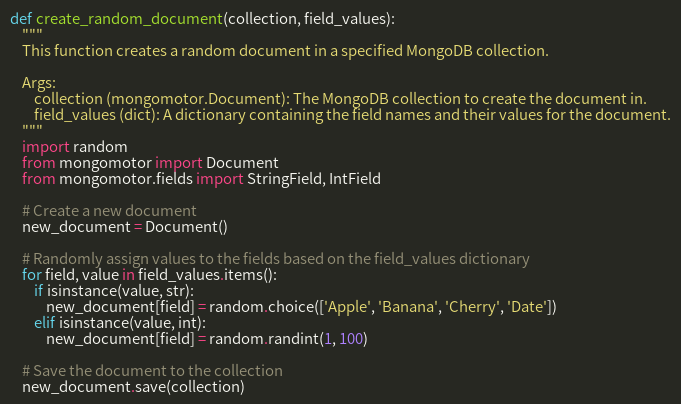 def create_random_document(collection, field_values):
    """
    This function creates a random document in a specified MongoDB collection.

    Args:
        collection (mongomotor.Document): The MongoDB collection to create the document in.
        field_values (dict): A dictionary containing the field names and their values for the document.
    """
    import random
    from mongomotor import Document
    from mongomotor.fields import StringField, IntField

    # Create a new document
    new_document = Document()

    # Randomly assign values to the fields based on the field_values dictionary
    for field, value in field_values.items():
        if isinstance(value, str):
            new_document[field] = random.choice(['Apple', 'Banana', 'Cherry', 'Date'])
        elif isinstance(value, int):
            new_document[field] = random.randint(1, 100)

    # Save the document to the collection
    new_document.save(collection)